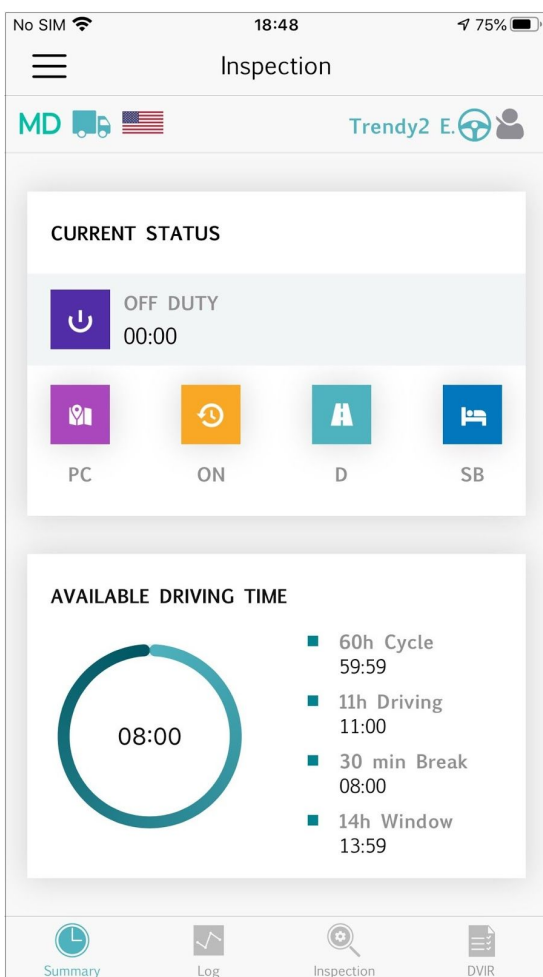 No SIM 18:48 75%
Inspection
MD Trendy2 E.
CURRENT STATUS
OFF DUTY
00:00
PC ON D SB
AVAILABLE DRIVING TIME
08:00
60h Cycle
59:59
11h Driving
11:00
30 min Break
08:00
14h Window
13:59
Summary Log Inspection DVIR